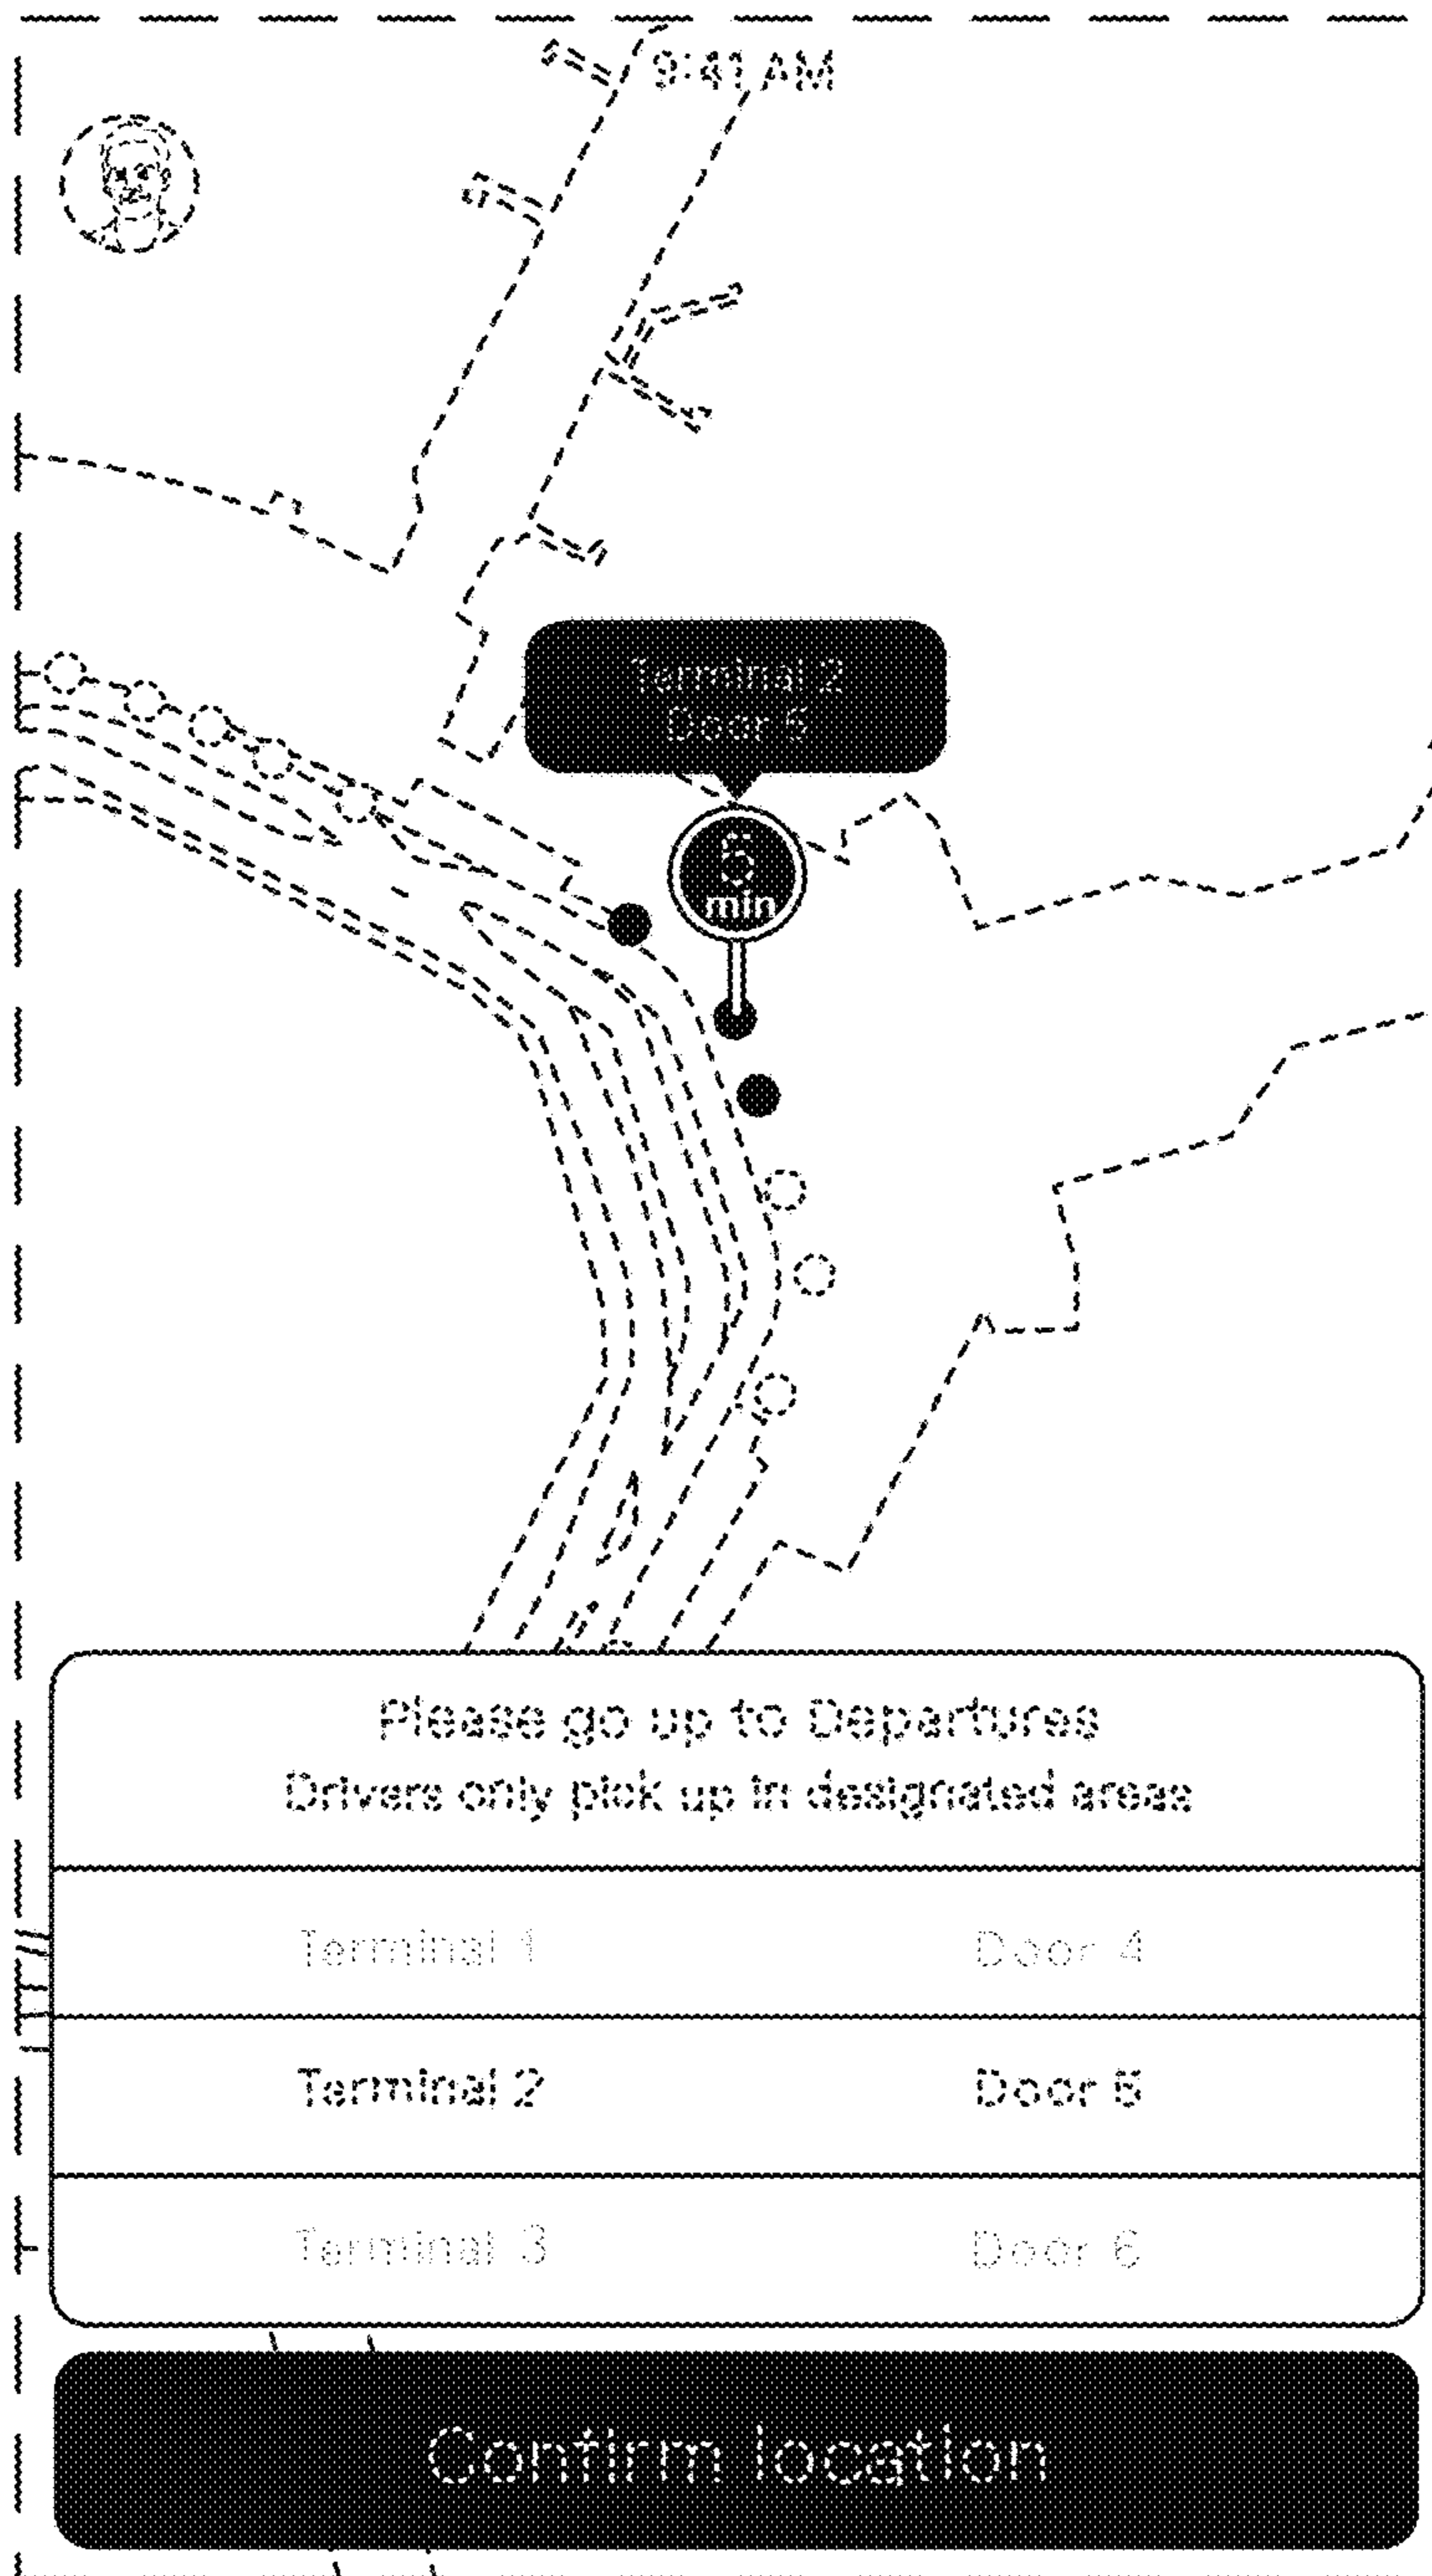 9:41 AM
Terminal 2
Door 5
5
min
Please go up to Departures
Drivers only pick up in designated areas
Terminal 1 Door 4
Terminal 2 Door 5
Terminal 3 Door 6
Confirm location